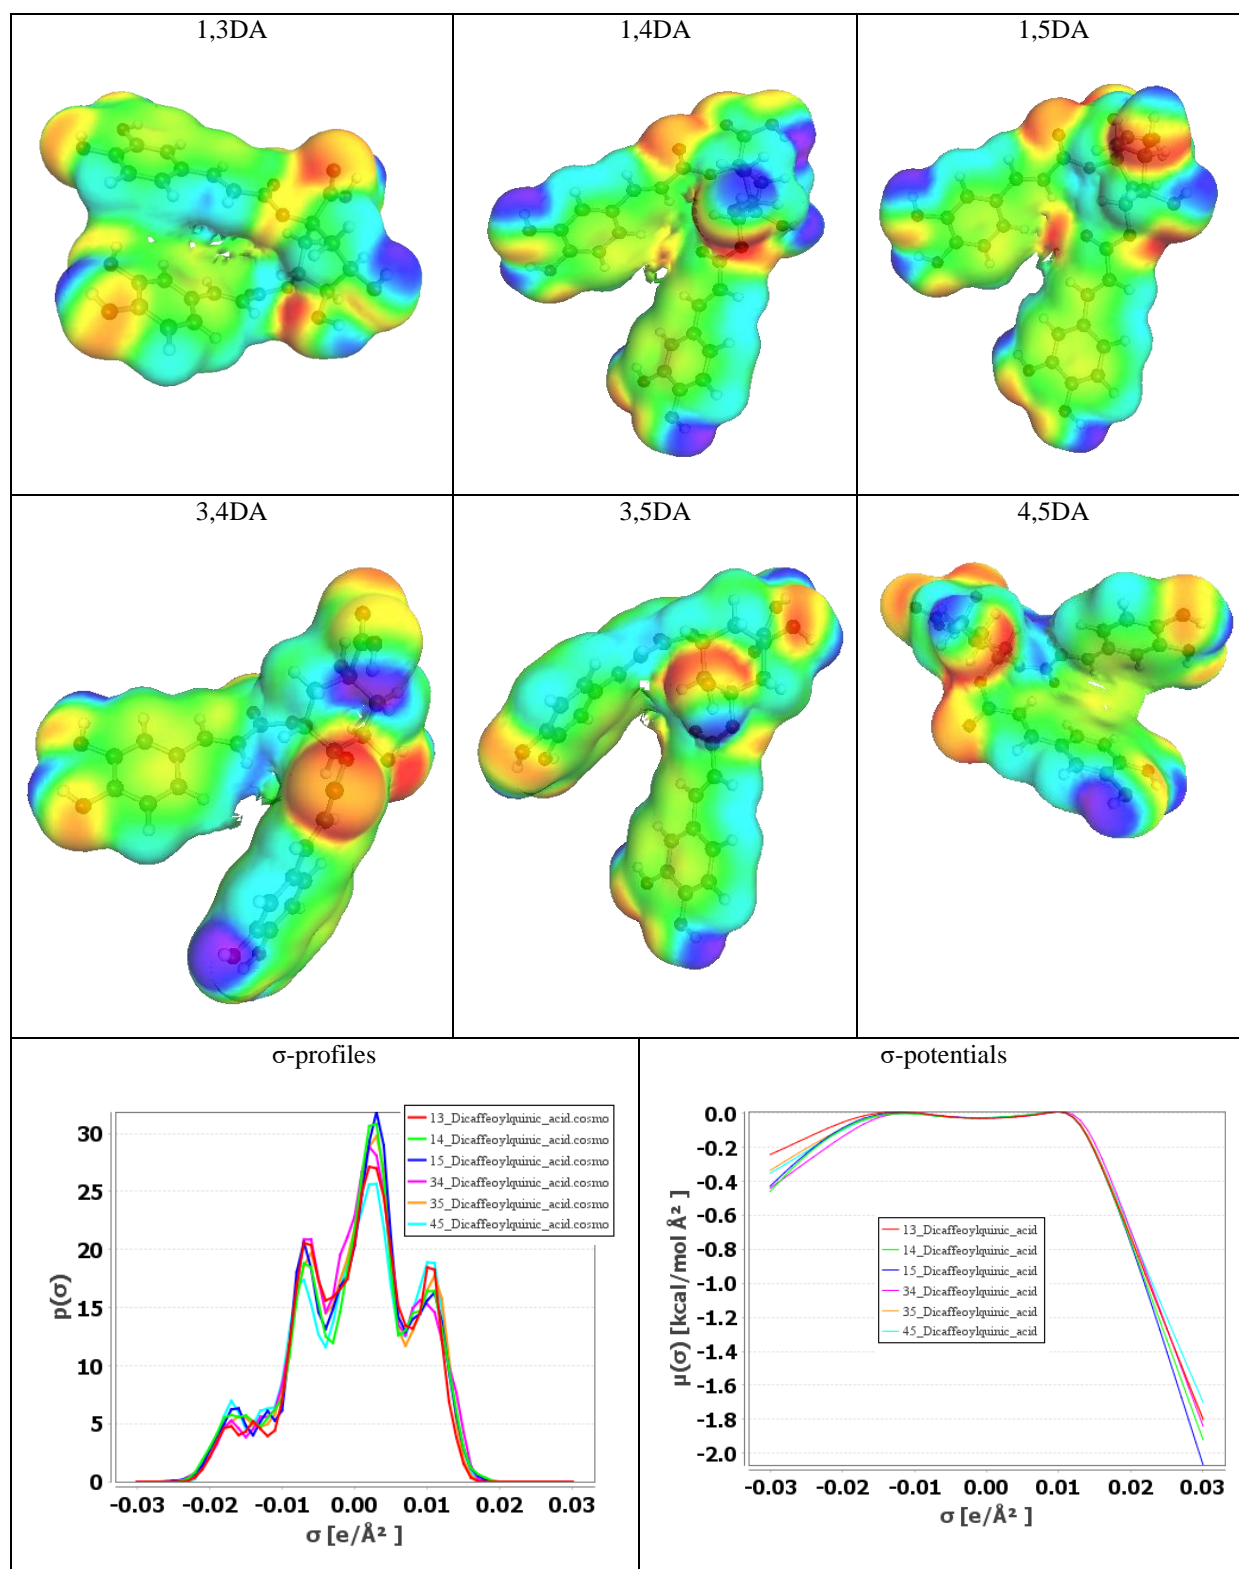 1,3DA
1,4DA
1,5DA
3,4DA
3,5DA
4,5DA
σ-profiles
30
25
20
15
10
5
0
p(σ)
-0.03 -0.02 -0.01 0.00 0.01 0.02 0.03
σ [e/Å² ]
13_Dicaffeoylquinic_acid.cosmo
14_Dicaffeoylquinic_acid.cosmo
15_Dicaffeoylquinic_acid.cosmo
34_Dicaffeoylquinic_acid.cosmo
35_Dicaffeoylquinic_acid.cosmo
45_Dicaffeoylquinic_acid.cosmo
σ-potentials
0.0
-0.2
-0.4
-0.6
-0.8
-1.0
-1.2
-1.4
-1.6
-1.8
-2.0
μ(σ) [kcal/mol Å² ]
-0.03 -0.02 -0.01 0.00 0.01 0.02 0.03
σ [e/Å² ]
13_Dicaffeoylquinic_acid
14_Dicaffeoylquinic_acid
15_Dicaffeoylquinic_acid
34_Dicaffeoylquinic_acid
35_Dicaffeoylquinic_acid
45_Dicaffeoylquinic_acid